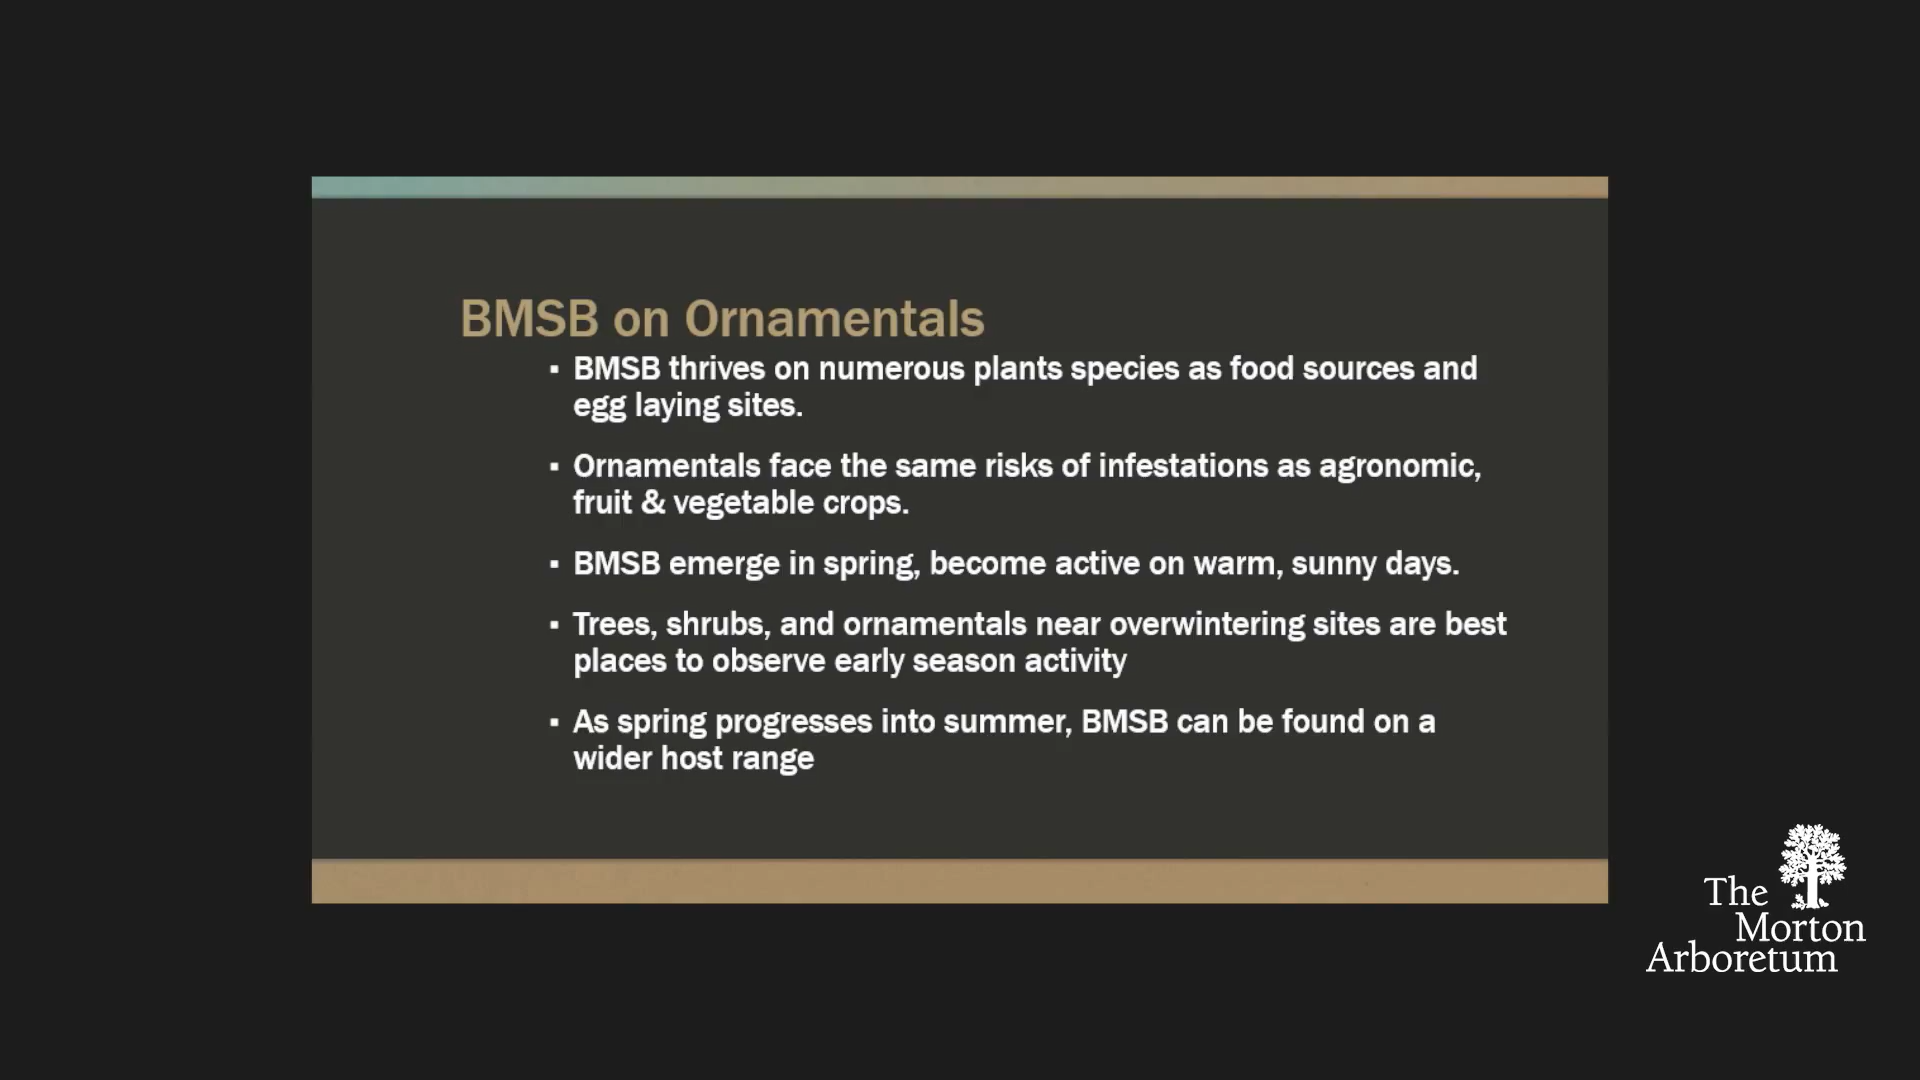 BMSB on Ornamentals
▪ BMSB thrives on numerous plants species as food sources and
egg laying sites.
▪ Ornamentals face the same risks of infestations as agronomic,
fruit & vegetable crops.
▪ BMSB emerge in spring, become active on warm, sunny days.
▪ Trees, shrubs, and ornamentals near overwintering sites are best
places to observe early season activity
▪ As spring progresses into summer, BMSB can be found on a
wider host range
The
Morton
Arboretum